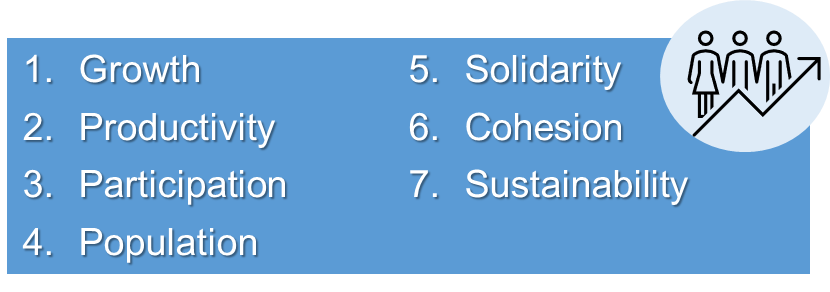 1. Growth
2. Productivity
3. Participation
4. Population
5. Solidarity
6. Cohesion
7. Sustainability